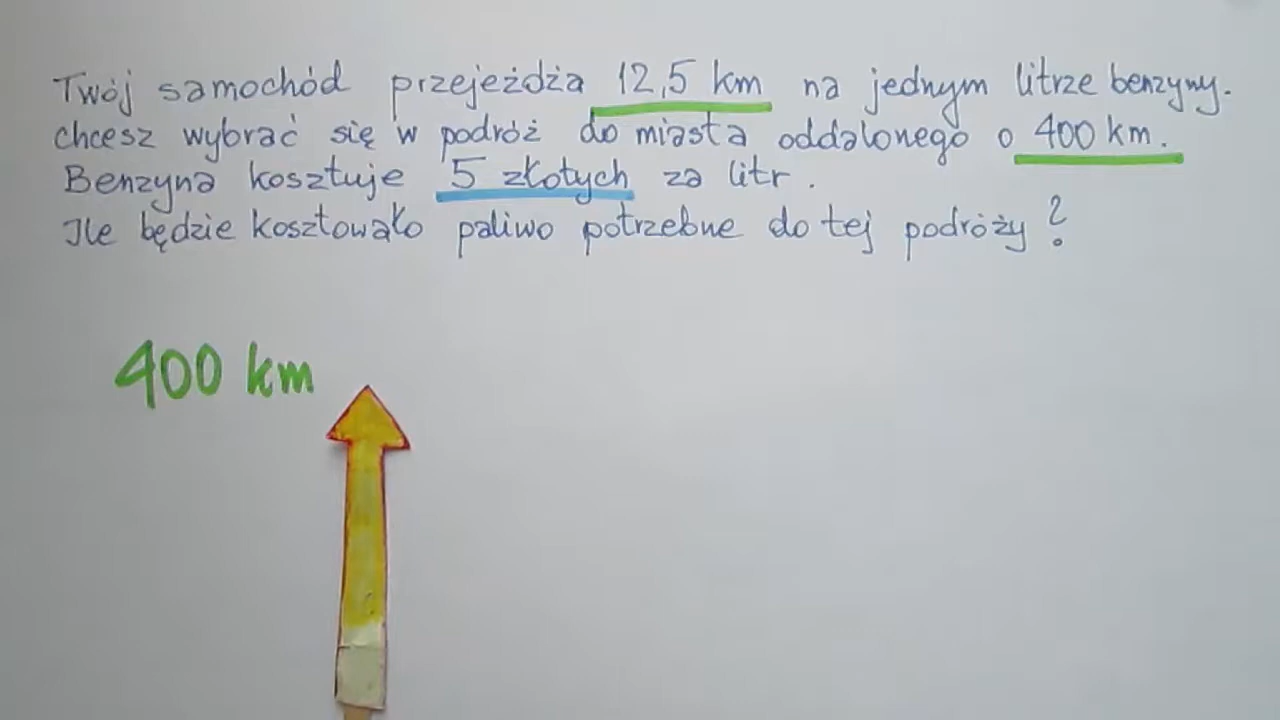 Twój samochód przejeżdża 12,5 km na jednym litrze benzyny.
chcesz wybrać się w podróż do miasta oddalonego o 400 km.
Benzyna kosztuje 5 złotych za litr.
Ile będzie kosztowało paliwo potrzebne do tej podróży?
400 km